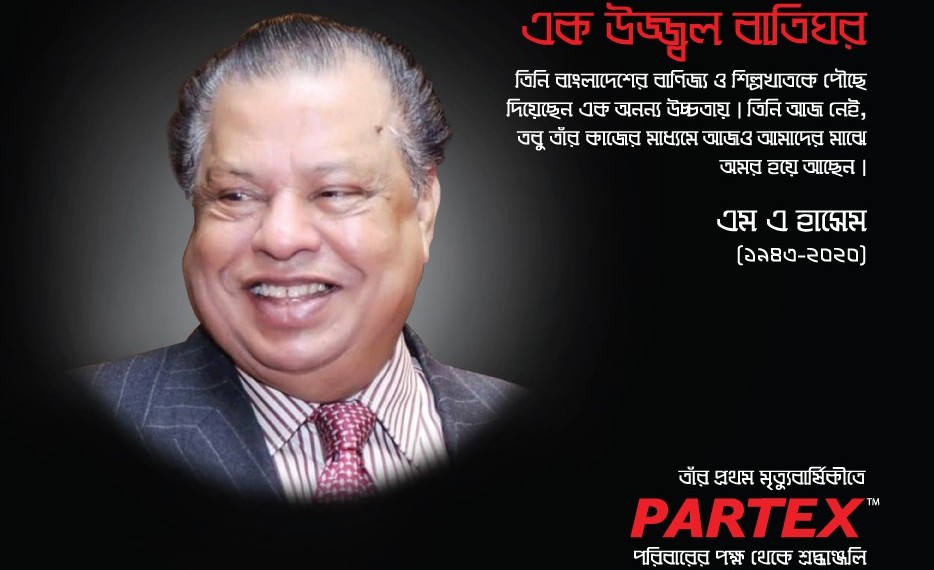 এক উজ্জ্বল বাতিঘর
তিনি বাংলাদেশের বাণিজ্য ও শিল্পখাতকে পৌছে
দিয়েছেন এক অনন্য উচ্চতায়। তিনি আজ নেই,
তবু তাঁর কাজের মাধ্যমে আজও আমাদের মাঝে
অমর হয়ে আছেন।
এম এ হাসেম
(১৯৪৩-২০২০)
তাঁর প্রথম মৃত্যুবার্ষিকীতে
PARTEX™
পরিবারের পক্ষ থেকে শ্রদ্ধাঞ্জলি